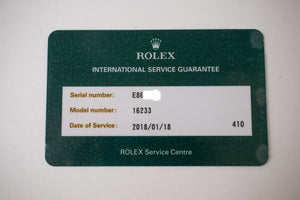 ROLEX
INTERNATIONAL SERVICE GUARANTEE
Serial number: E86
Model number: 16233
Date of Service: 2018/01/18 410
ROLEX Service Centre